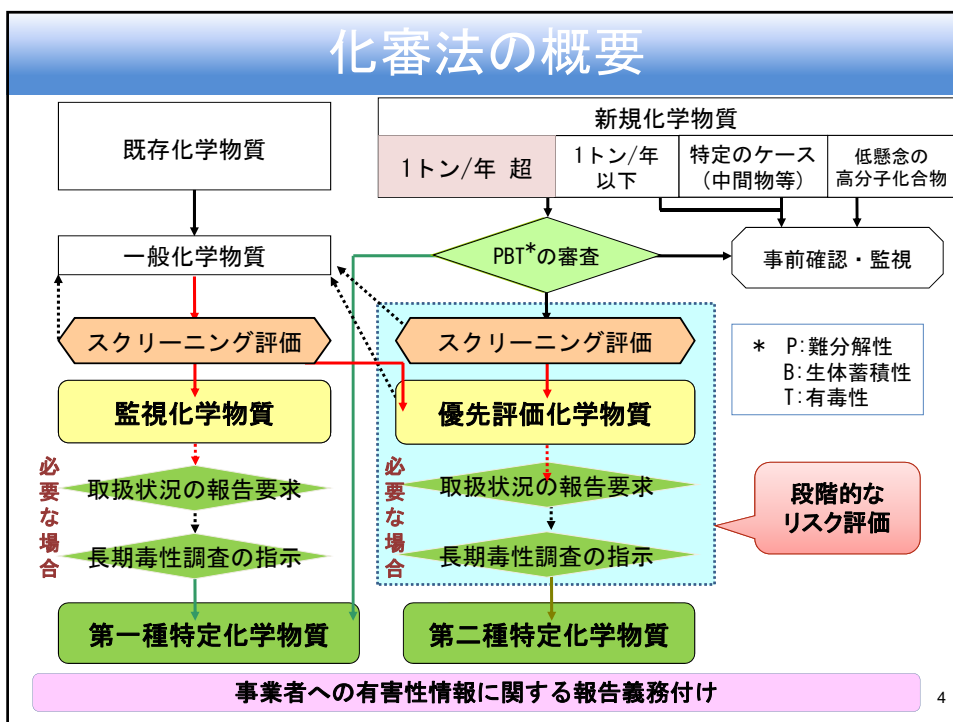 化審法の概要
既存化学物質
新規化学物質
1トン/年 超
1トン/年
以下
特定のケース
(中間物等)
低懸念の
高分子化合物
一般化学物質
PBT*の審査
事前確認・監視
スクリーニング評価
スクリーニング評価
* P:難分解性
B:生体蓄積性
T:有毒性
監視化学物質
優先評価化学物質
必要な場合
取扱状況の報告要求
長期毒性調査の指示
必要な場合
取扱状況の報告要求
長期毒性調査の指示
段階的な
リスク評価
第一種特定化学物質
第二種特定化学物質
事業者への有害性情報に関する報告義務付け
4